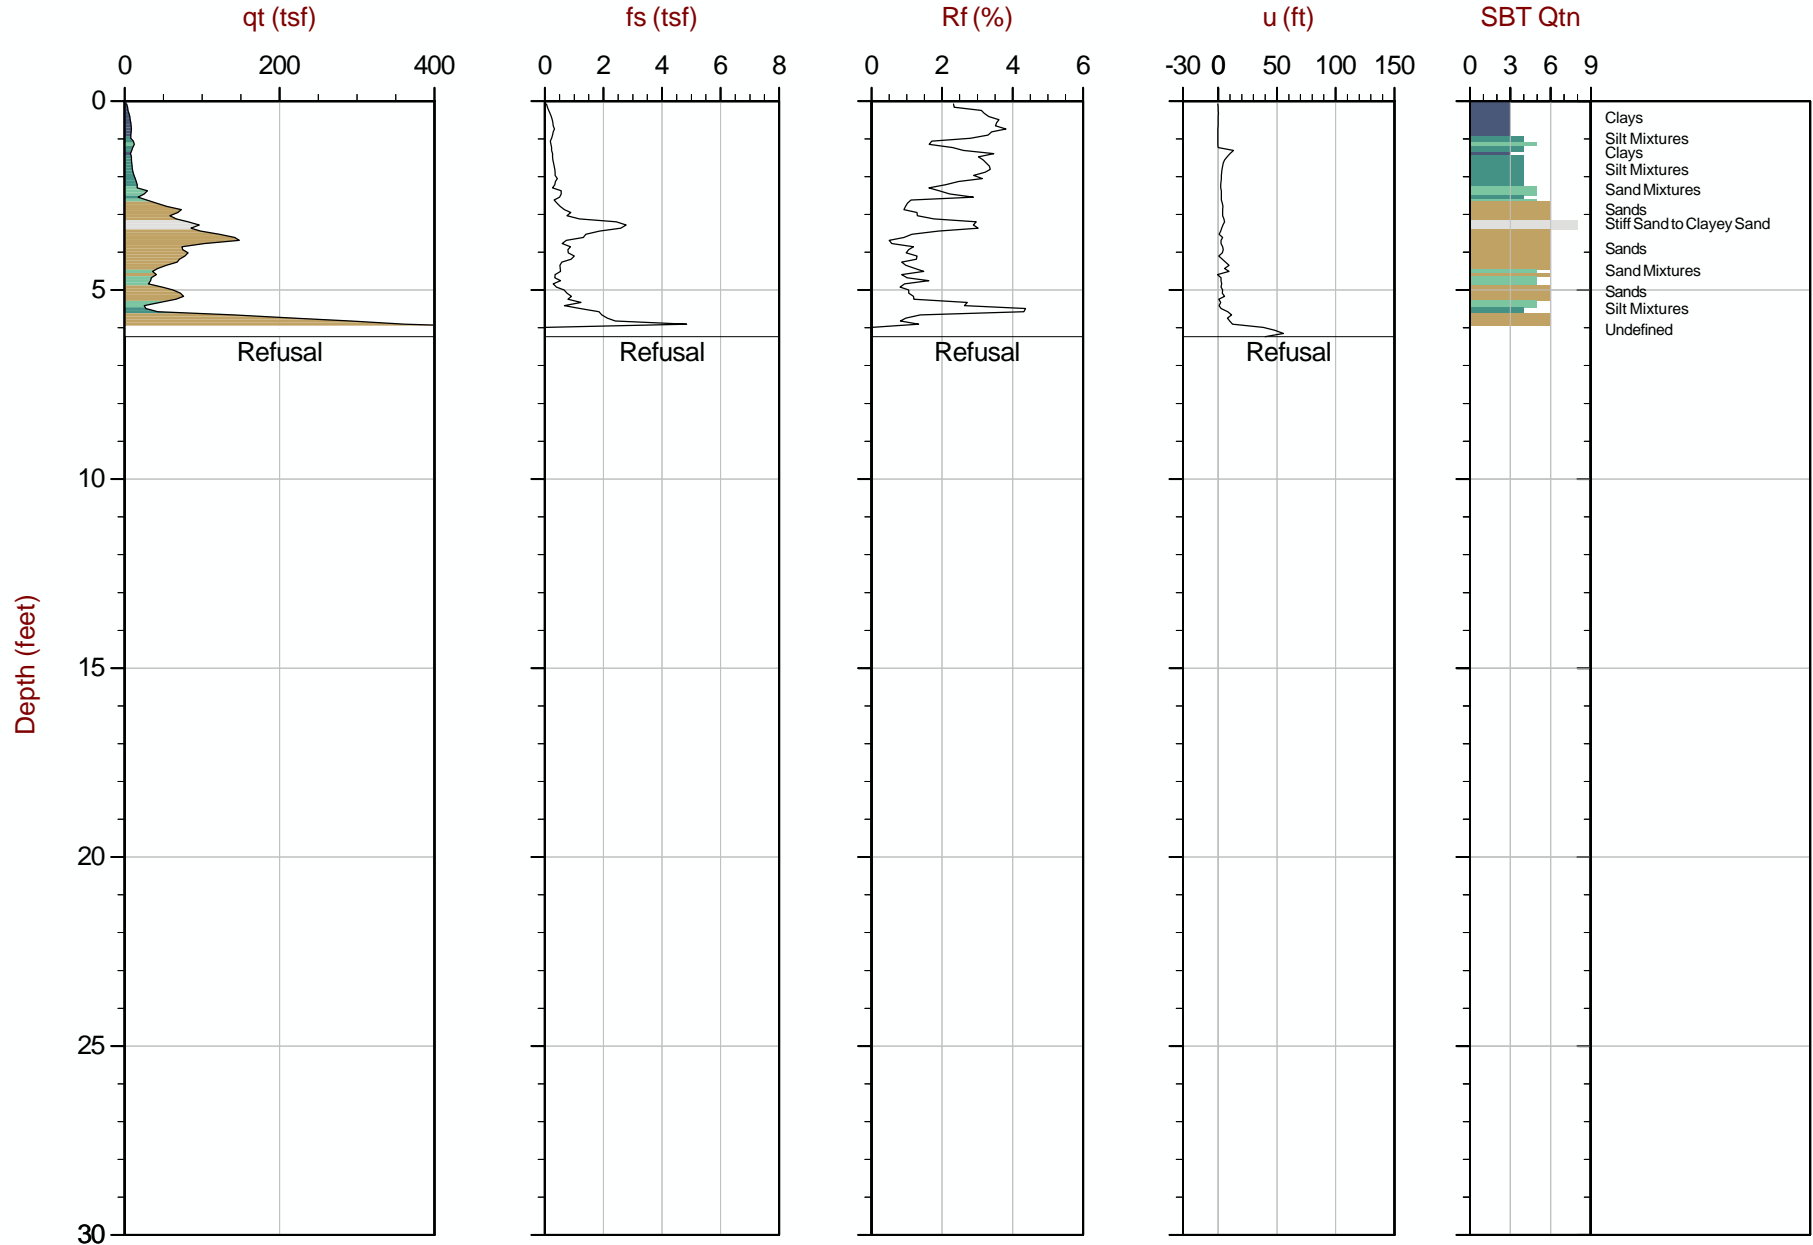 qt (tsf) fs (tsf) Rf (%) u (ft) SBT Qtn
0 200 400 0 2 4 6 8 0 2 4 6 -30 0 50 100 150 0 3 6 9
0
Clays
Silt Mixtures
Clays
Silt Mixtures
Sand Mixtures
Sands
Stiff Sand to Clayey Sand
Sands
Sand Mixtures
5
Sands
Silt Mixtures
Undefined
Refusal Refusal Refusal Refusal
10
15
Depth (feet)
20
25
30